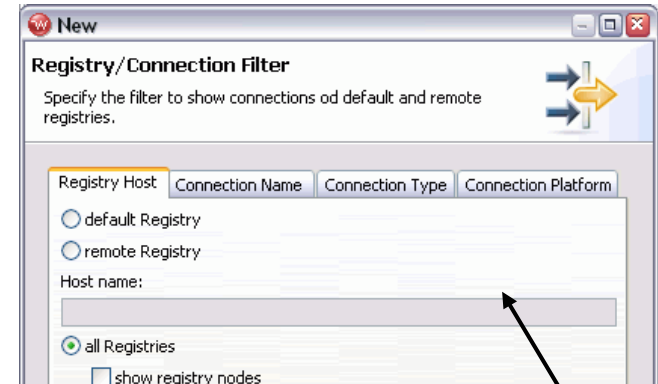 New
Registry/Connection Filter
Specify the filter to show connections od default and remote
registries.
Registry Host Connection Name Connection Type Connection Platform
default Registry
remote Registry
Host name:
all Registries
show registry nodes